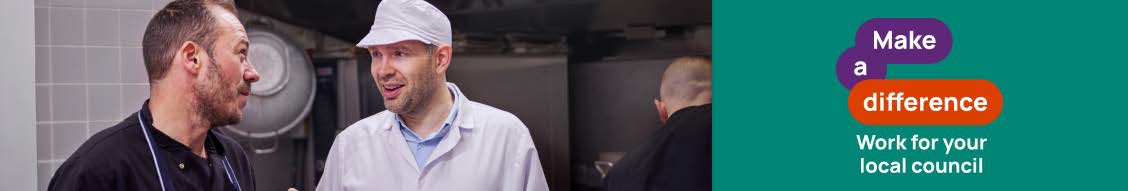 Make
a
difference
Work for your
local council